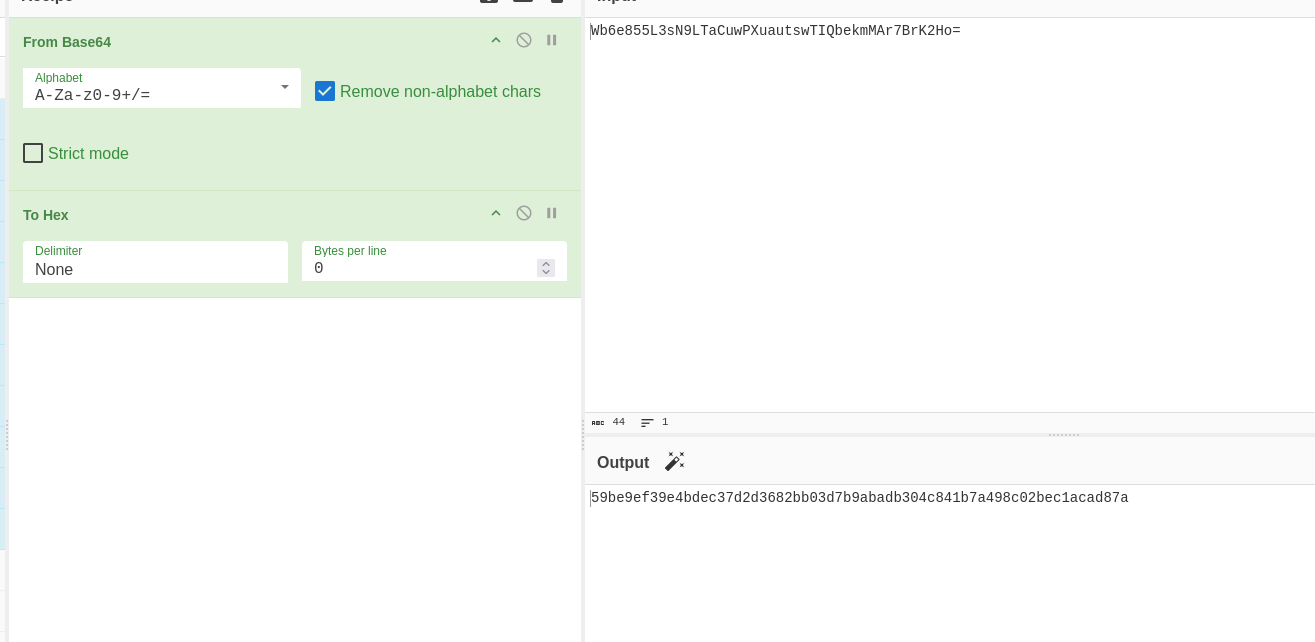 From Base64
Alphabet
A-Za-z0-9+/=
Remove non-alphabet chars
Strict mode
To Hex
Delimiter
None
Bytes per line
0
Wb6e855L3sN9LTaCuwPXuautswTIQbekmMAr7BrK2Ho=
ABC 44 1
Output
59be9ef39e4bdec37d2d3682bb03d7b9abadb304c841b7a498c02bec1acad87a